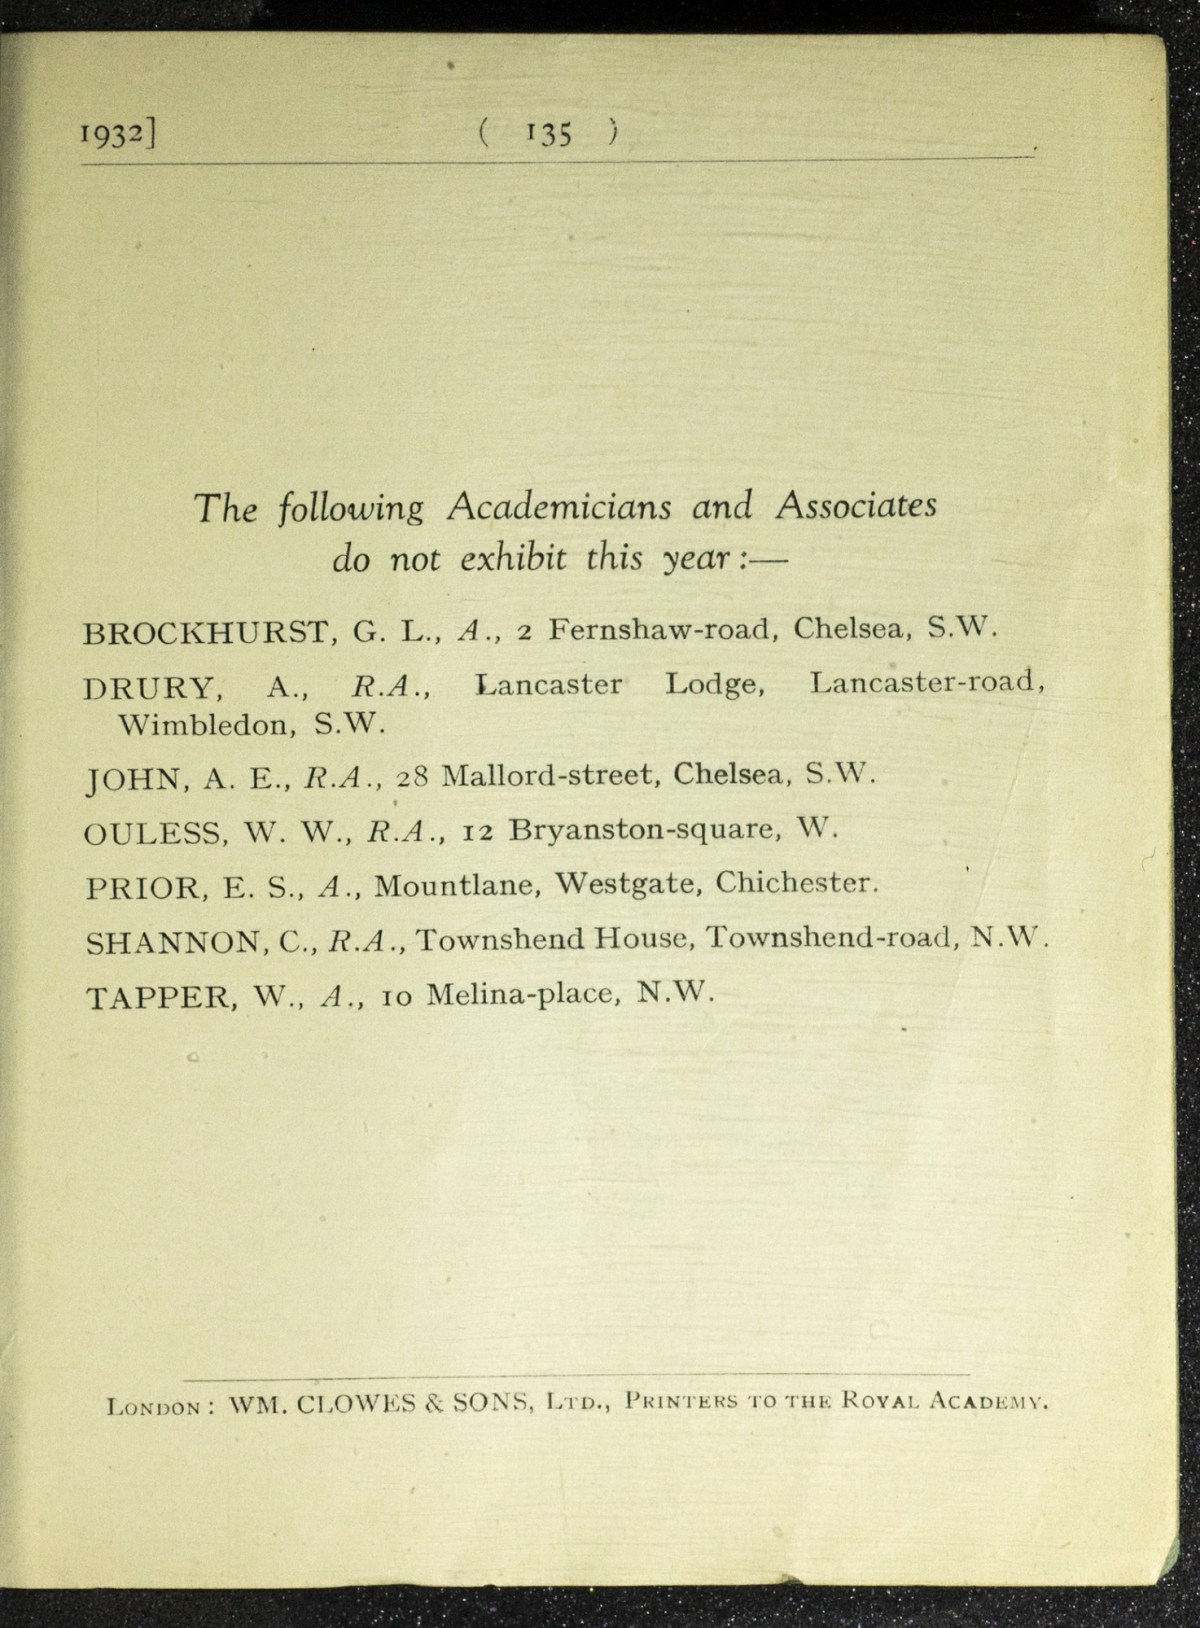 1932] ( 135 )
The following Academicians and Associates
do not exhibit this year :—
BROCKHURST, G. L., A., 2 Fernshaw-road, Chelsea, S.W.
DRURY, A., R.A., Lancaster Lodge, Lancaster-road,
Wimbledon, S.W.
JOHN, A. E., R.A., 28 Mallord-street, Chelsea, S.W.
OULESS, W. W., R.A., 12 Bryanston-square, W.
PRIOR, E. S., A., Mountlane, Westgate, Chichester.
SHANNON, C., R.A., Townshend House, Townshend-road, N.W.
TAPPER, W., A., 10 Melina-place, N.W.
LONDON : WM. CLOWES & SONS, LTD., PRINTERS TO THE ROYAL ACADEMY.